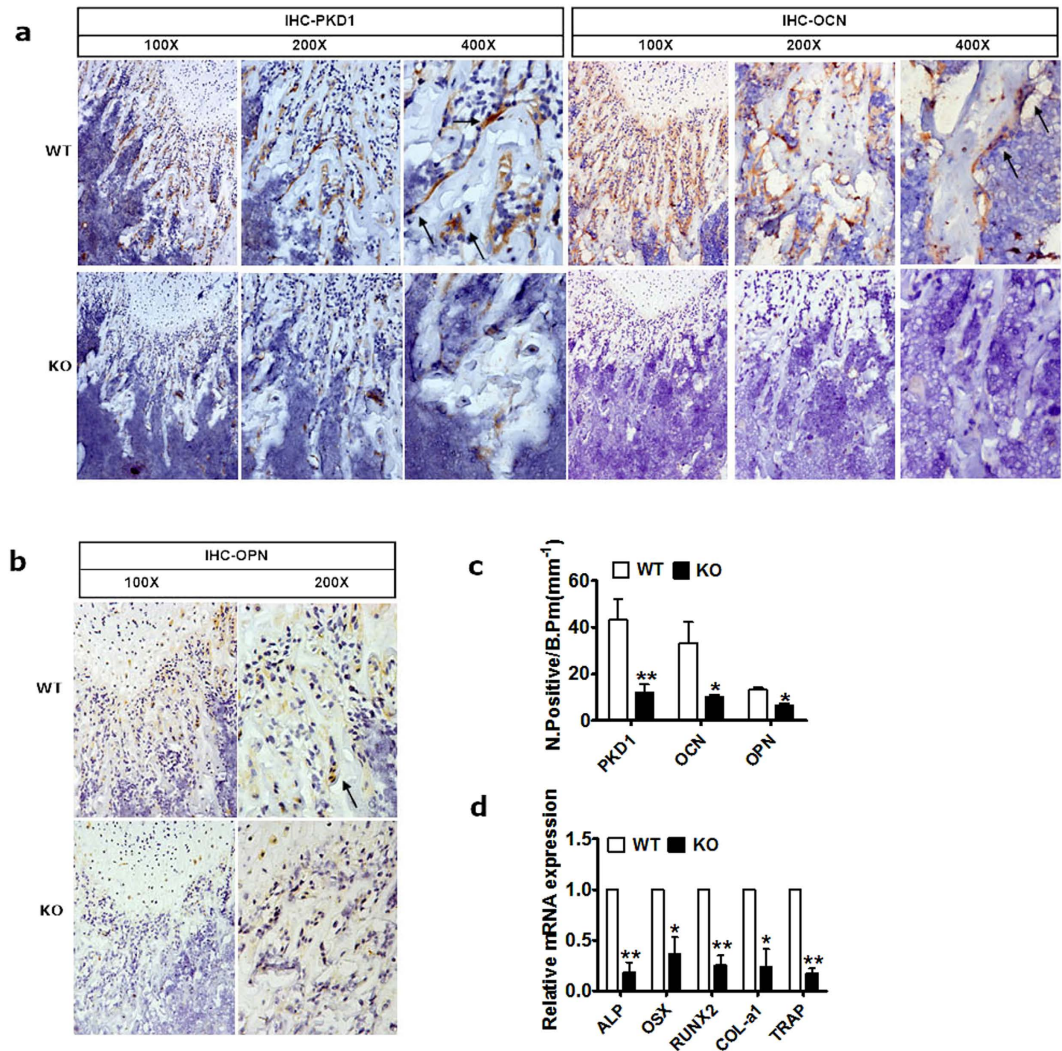 a
IHC-PKD1 IHC-OCN
100X 200X 400X 100X 200X 400X
WT
KO
b
IHC-OPN
100X 200X
WT
KO
c
WT KO
N.Positive/B.Pm(mm⁻¹)
60
40
20
0
** * *
PKD1 OCN OPN
d
WT KO
Relative mRNA expression
1.5
1.0
0.5
0.0
** * ** * **
ALP OSX RUNX2 COL-a1 TRAP